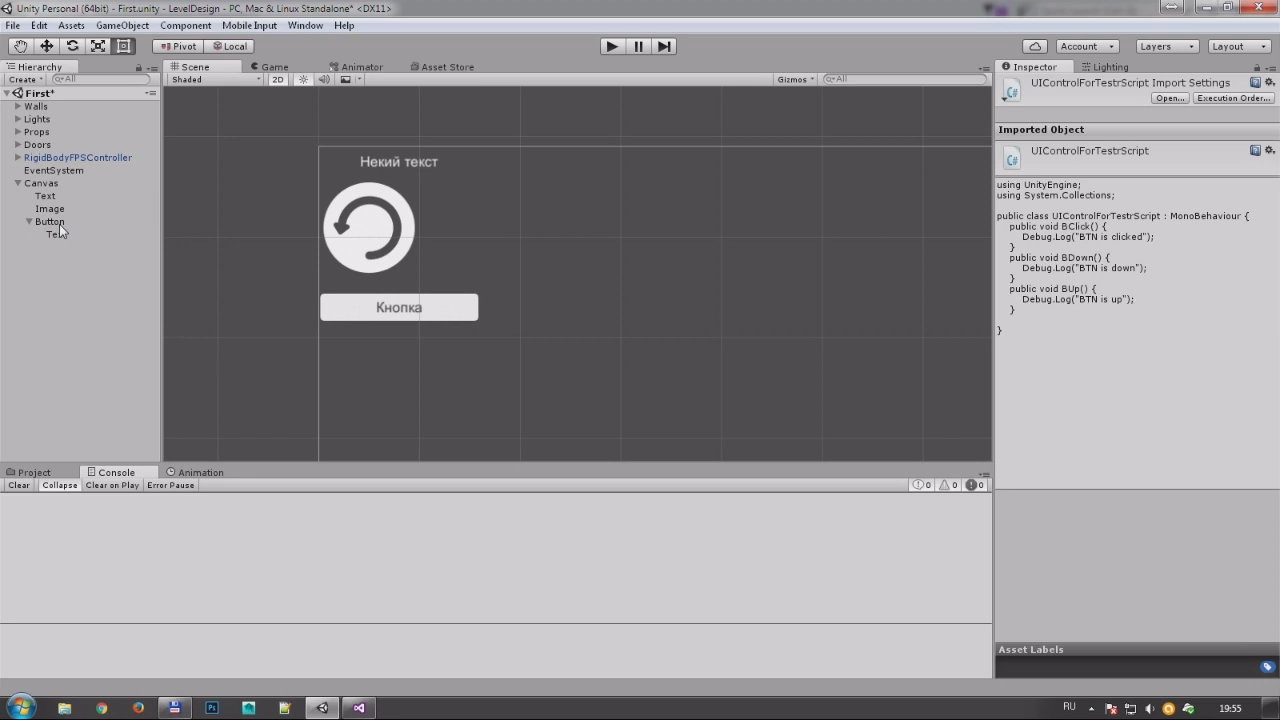 Unity Personal (64bit) - First.unity - LevelDesign - PC, Mac & Linux Standalone* <DX11>
File Edit Assets GameObject Component Mobile Input Window Help
Pivot Local Account Layers Layout
Hierarchy
Create All
First*
Walls
Lights
Props
Doors
RigidBodyFPSController
EventSystem
Canvas
Text
Image
Button
Scene Game Animator Asset Store
Shaded 2D Gizmos All
Некий текст
Кнопка
Inspector Lighting
UIControlForTestrScript Import Settings
Open... Execution Order...
Imported Object
UIControlForTestrScript
using UnityEngine;
using System.Collections;
public class UIControlForTestrScript : MonoBehaviour {
public void BClick() {
Debug.Log("BTN is clicked");
}
public void BDown() {
Debug.Log("BTN is down");
}
public void BUp() {
Debug.Log("BTN is up");
}
}
Asset Labels
Project Console Animation
Clear Collapse Clear on Play Error Pause 0 0 0
Ps RU 19:55